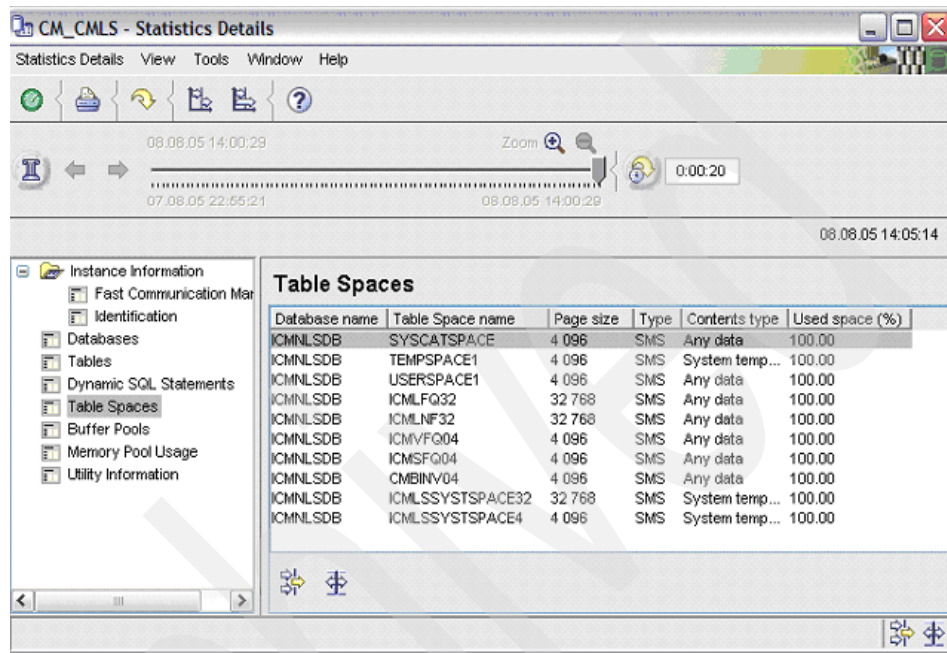 CM_CMLS - Statistics Details
Statistics Details View Tools Window Help
08.08.05 14:00:29 Zoom
0:00:20
07.08.05 22:55:21 08.08.05 14:00:29
08.08.05 14:05:14
Instance Information
Fast Communication Mar
Identification
Databases
Tables
Dynamic SQL Statements
Table Spaces
Buffer Pools
Memory Pool Usage
Utility Information
Table Spaces
Database name Table Space name Page size Type Contents type Used space (%)
ICMNLSDB SYSCATSPACE 4 096 SMS Any data 100.00
ICMNLSDB TEMPSPACE1 4 096 SMS System temp... 100.00
ICMNLSDB USERSPACE1 4 096 SMS Any data 100.00
ICMNLSDB ICMLFQ32 32 768 SMS Any data 100.00
ICMNLSDB ICMLNF32 32 768 SMS Any data 100.00
ICMNLSDB ICMVFQ04 4 096 SMS Any data 100.00
ICMNLSDB ICMSFQ04 4 096 SMS Any data 100.00
ICMNLSDB CMBINV04 4 096 SMS Any data 100.00
ICMNLSDB ICMLSSYSTSPACE32 32 768 SMS System temp... 100.00
ICMNLSDB ICMLSSYSTSPACE4 4 096 SMS System temp... 100.00